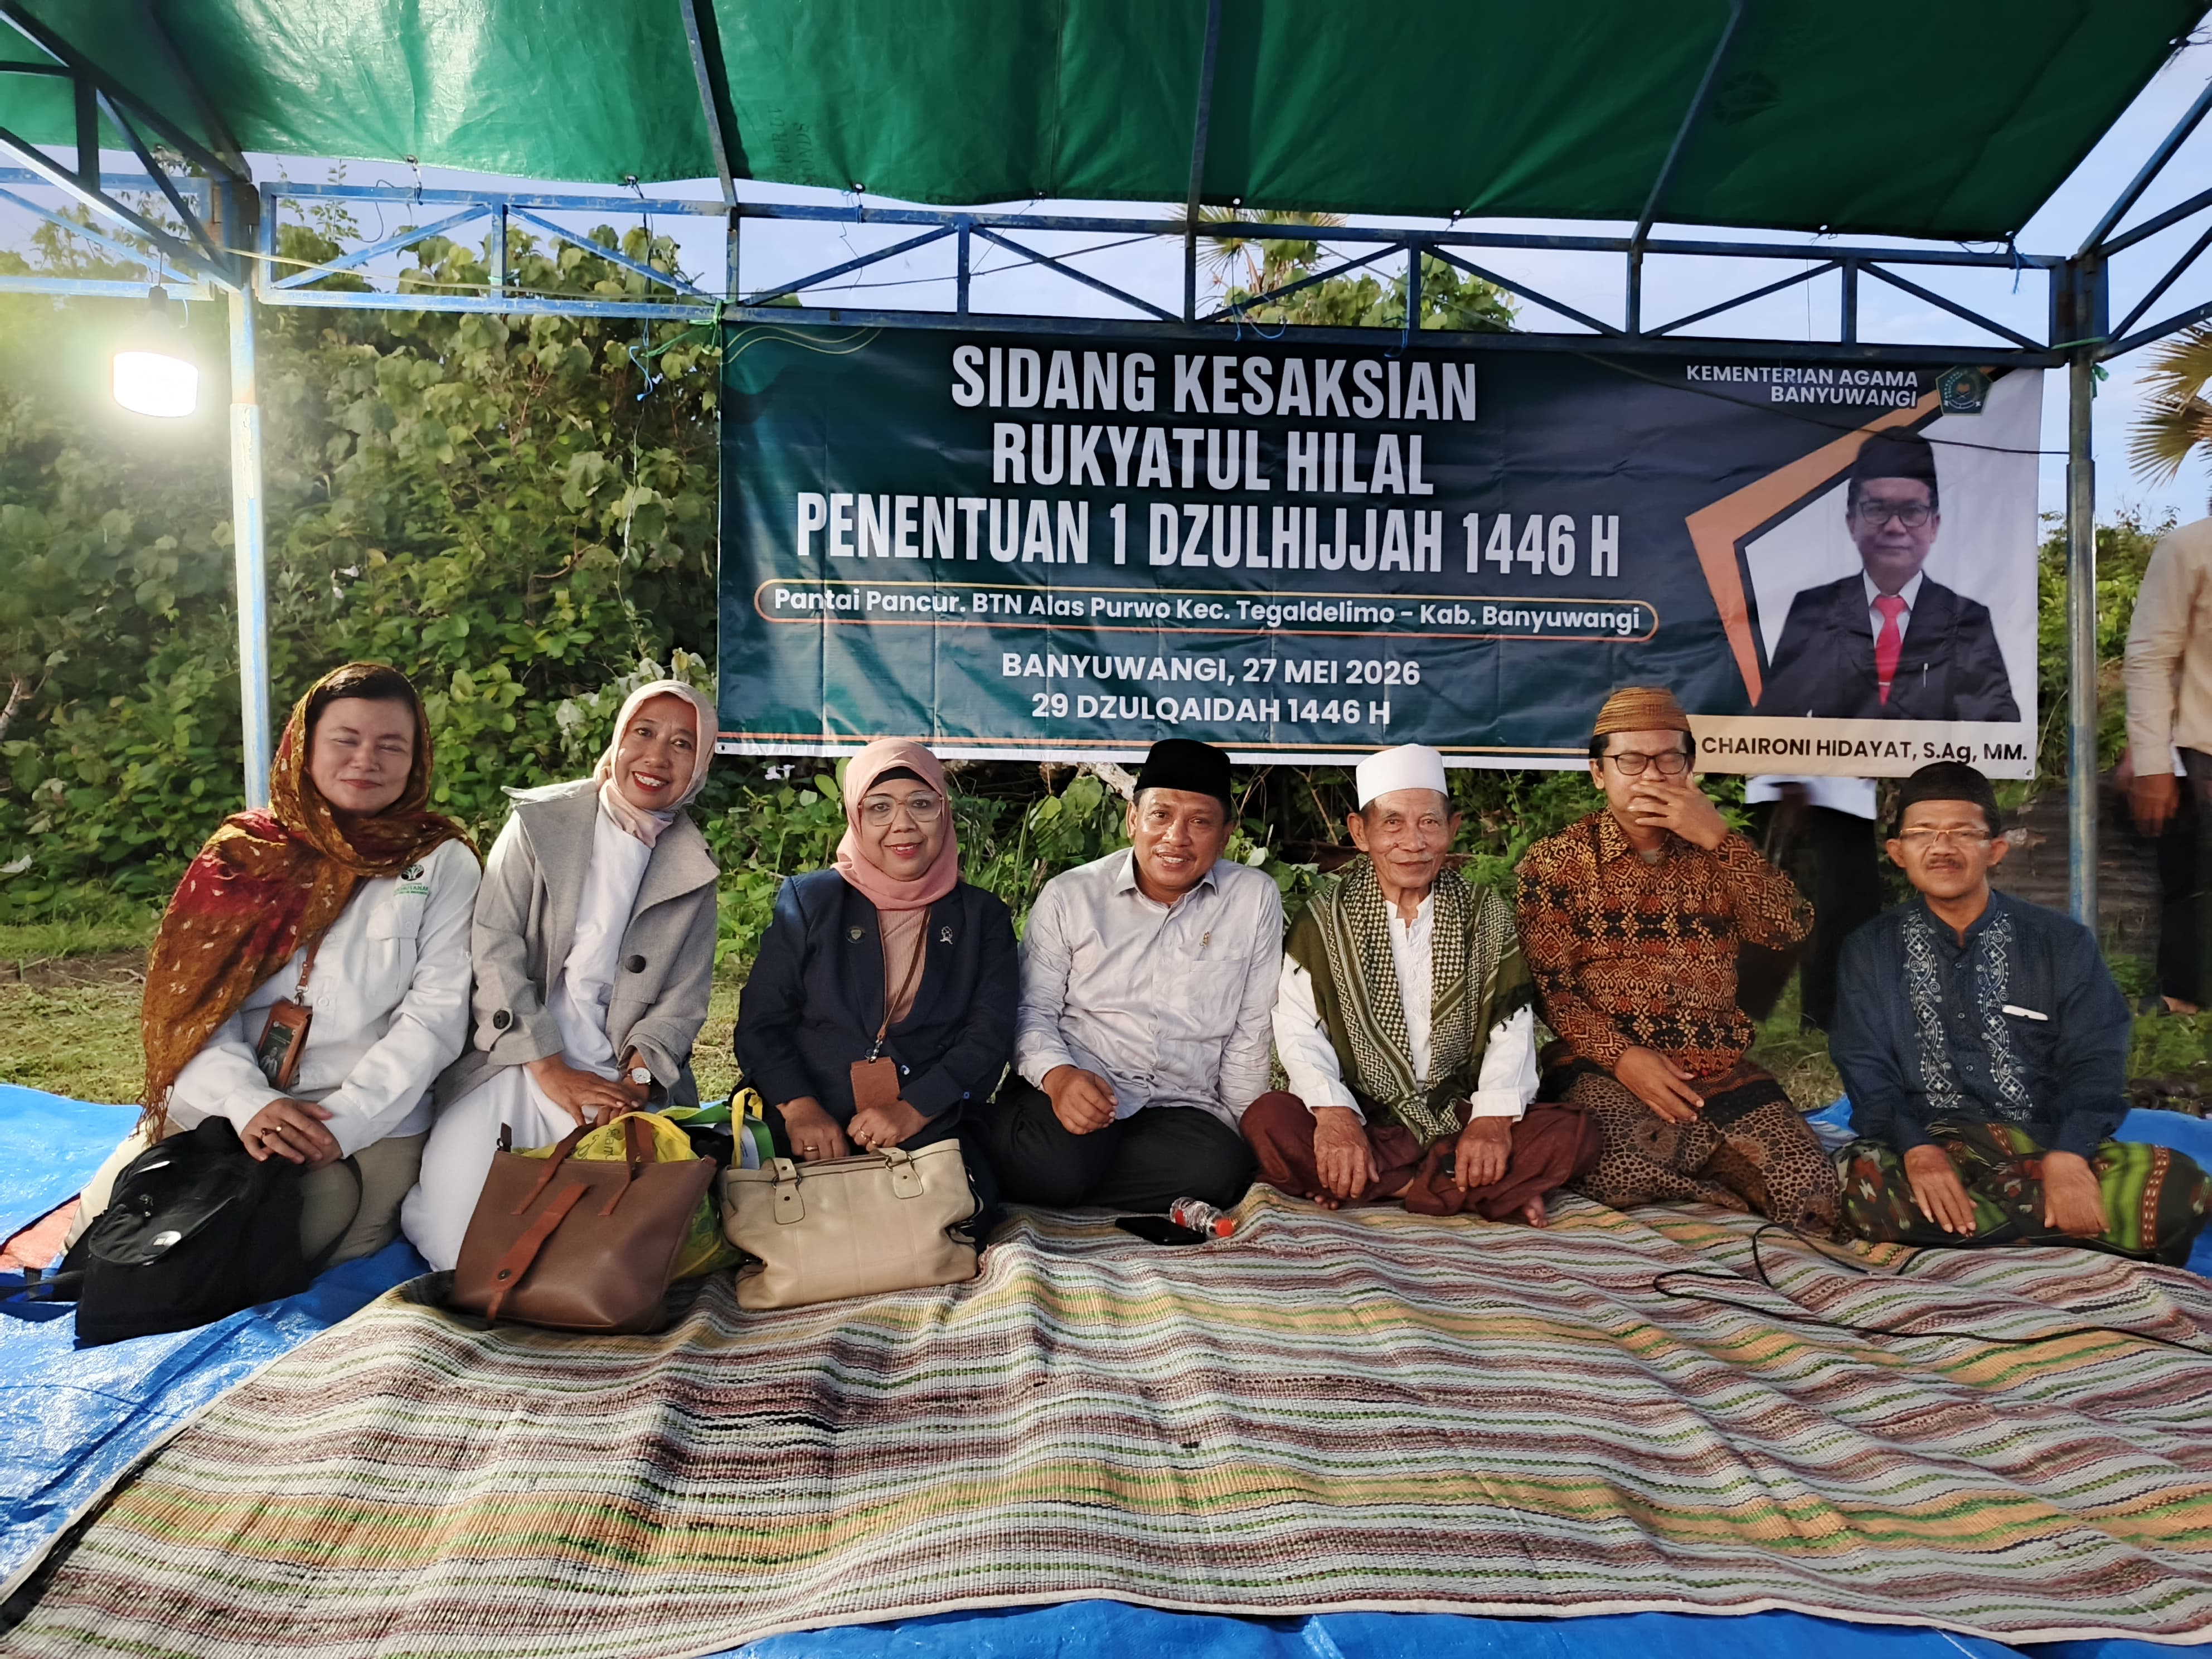 SIDANG KESAKSIAN
RUKYATUL HILAL
PENENTUAN 1 DZULHIJJAH 1446 H
Pantai Pancur. BTN Alas Purwo Kec. Tegaldelimo - Kab. Banyuwangi
BANYUWANGI, 27 MEI 2026
29 DZULQAIDAH 1446 H
KEMENTERIAN AGAMA
BANYUWANGI
CHAIRONI HIDAYAT, S.Ag, MM.